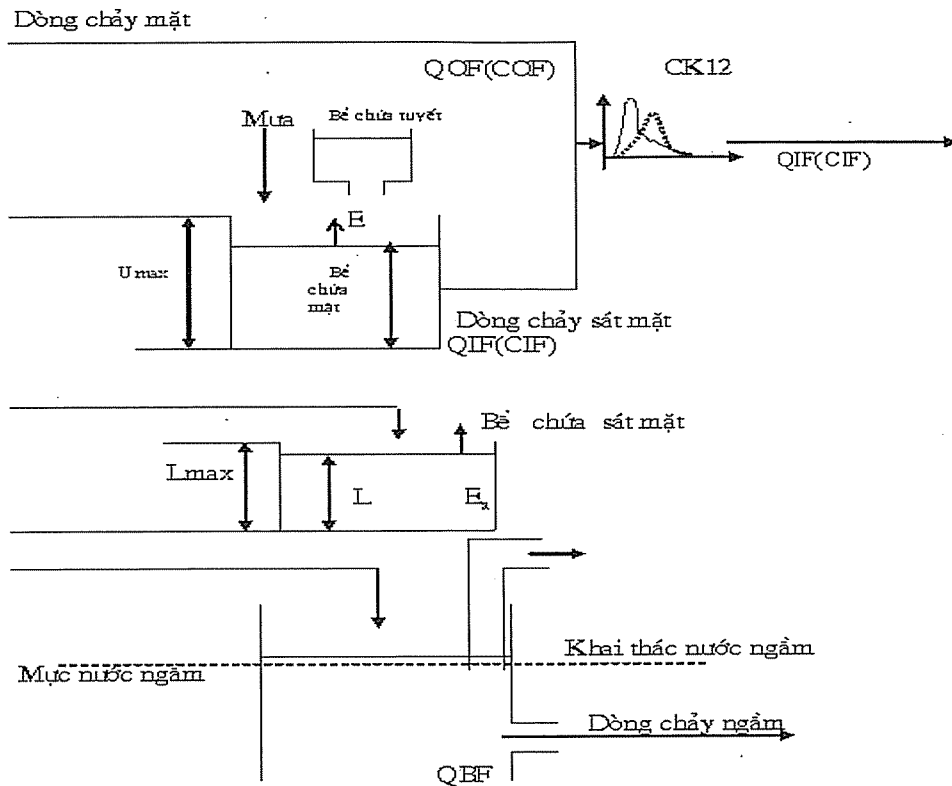 Dòng chảy mặt
QOF(COF)
CK12
Mưa
Bể chứa tuyết
QIF(CIF)
E
Umax
Bể
chứa
mặt
Dòng chảy sát mặt
QIF(CIF)
Bể chứa sát mặt
Lmax
L
Ea
Khai thác nước ngầm
Mực nước ngầm
Dòng chảy ngầm
QBF